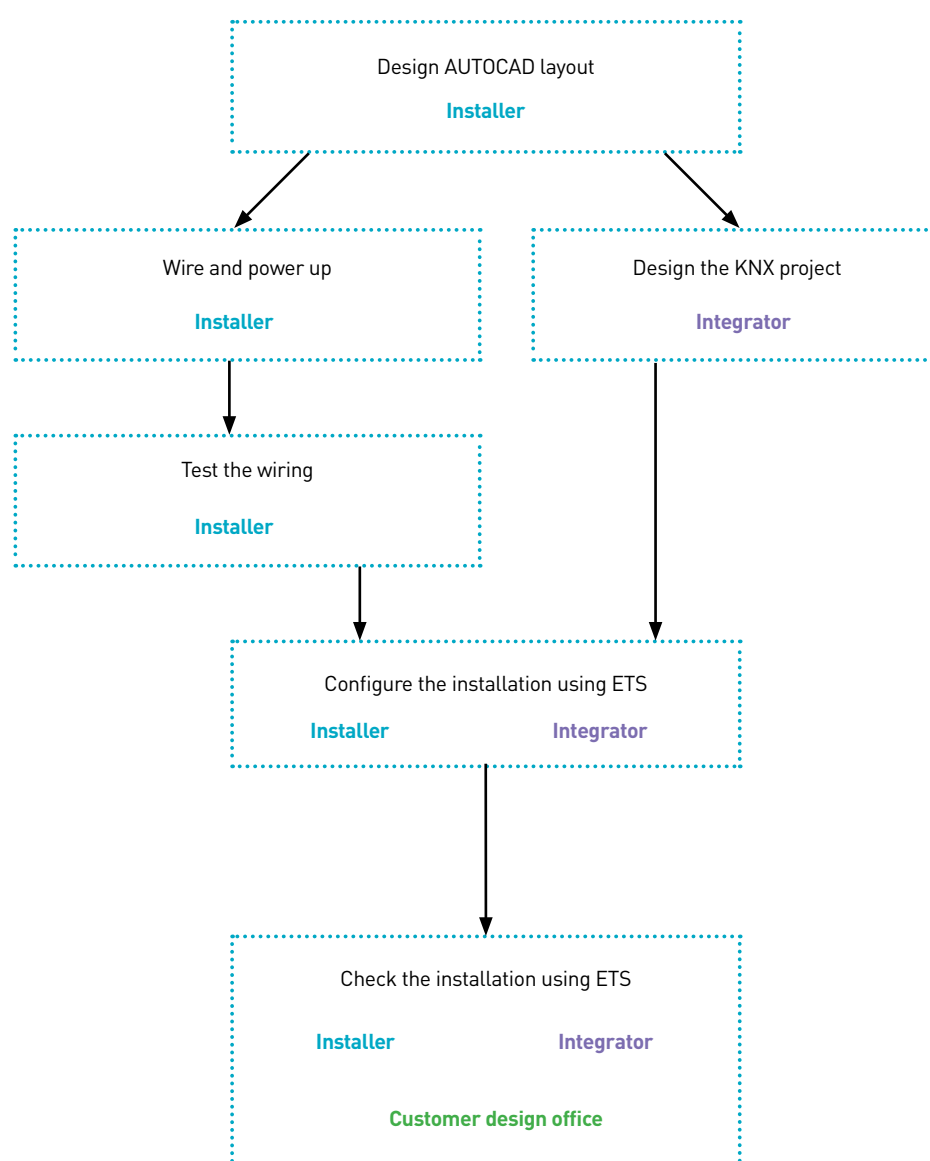 Design AUTOCAD layout
Installer
Wire and power up
Installer
Design the KNX project
Integrator
Test the wiring
Installer
Configure the installation using ETS
Installer Integrator
Check the installation using ETS
Installer Integrator
Customer design office